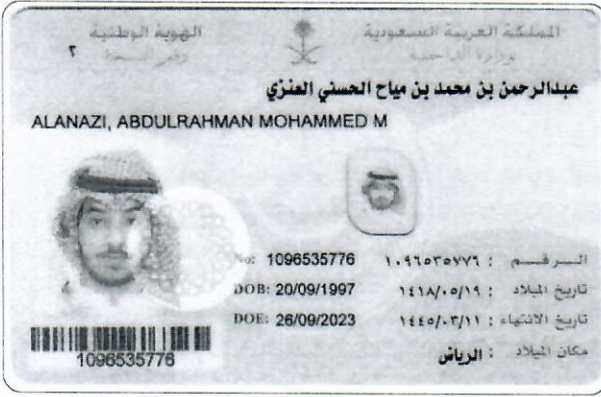 المملكة العربية السعودية الهوية الوطنية
وزارة الداخلية ٢
عبدالرحمن بن محمد بن مياح الحسني العنزي
ALANAZI, ABDULRAHMAN MOHAMMED M
الرقم : ١٠٩٦٥٣٥٧٧٦ No: 1096535776
تاريخ الميلاد : ١٤١٨/٠٥/١٩ DOB: 20/09/1997
تاريخ الانتهاء : ١٤٤٥/٠٣/١١ DOE: 26/09/2023
مكان الميلاد : الرياض
1096535776